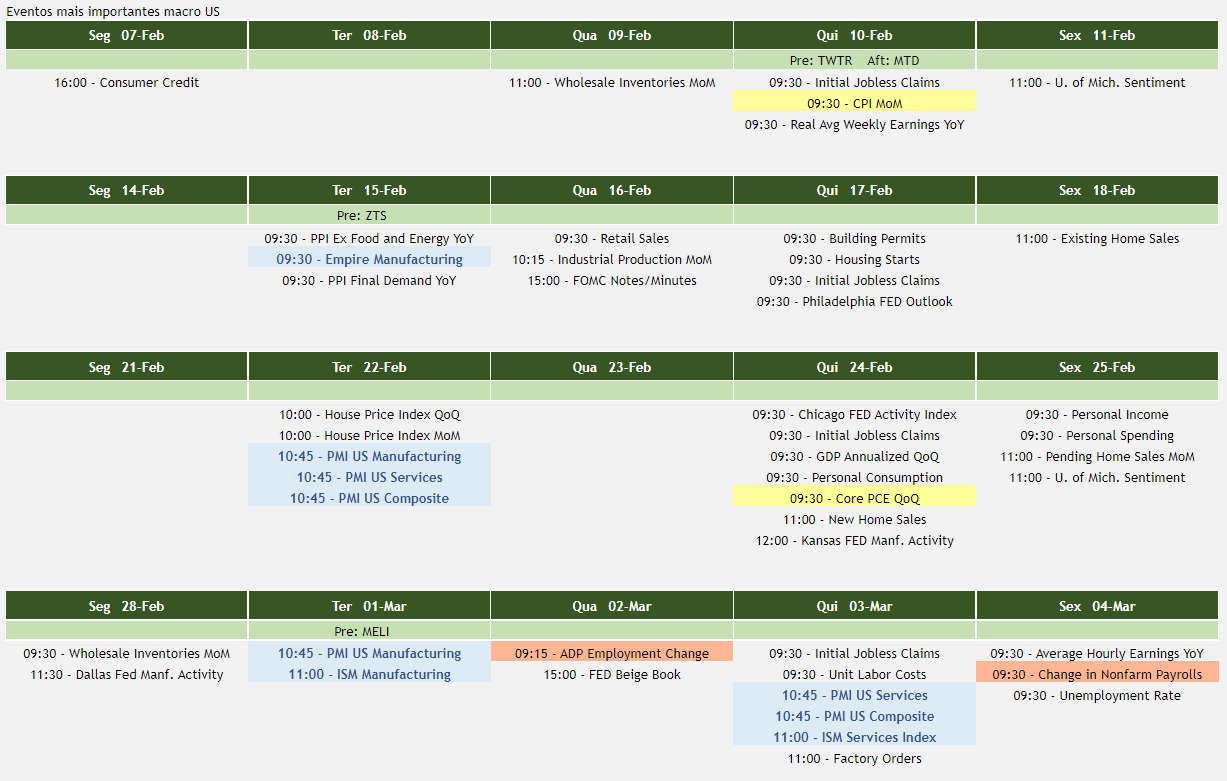 Eventos mais importantes macro US
Seg 07-Feb Ter 08-Feb Qua 09-Feb Qui 10-Feb Sex 11-Feb
Pre: TWTR Aft: MTD
16:00 - Consumer Credit 11:00 - Wholesale Inventories MoM 09:30 - Initial Jobless Claims 11:00 - U. of Mich. Sentiment
09:30 - CPI MoM
09:30 - Real Avg Weekly Earnings YoY
Seg 14-Feb Ter 15-Feb Qua 16-Feb Qui 17-Feb Sex 18-Feb
Pre: ZTS
09:30 - PPI Ex Food and Energy YoY 09:30 - Retail Sales 09:30 - Building Permits 11:00 - Existing Home Sales
09:30 - Empire Manufacturing 10:15 - Industrial Production MoM 09:30 - Housing Starts
09:30 - PPI Final Demand YoY 15:00 - FOMC Notes/Minutes 09:30 - Initial Jobless Claims
09:30 - Philadelphia FED Outlook
Seg 21-Feb Ter 22-Feb Qua 23-Feb Qui 24-Feb Sex 25-Feb
10:00 - House Price Index QoQ 09:30 - Chicago FED Activity Index 09:30 - Personal Income
10:00 - House Price Index MoM 09:30 - Initial Jobless Claims 09:30 - Personal Spending
10:45 - PMI US Manufacturing 09:30 - GDP Annualized QoQ 11:00 - Pending Home Sales MoM
10:45 - PMI US Services 09:30 - Personal Consumption 11:00 - U. of Mich. Sentiment
10:45 - PMI US Composite 09:30 - Core PCE QoQ
11:00 - New Home Sales
12:00 - Kansas FED Manf. Activity
Seg 28-Feb Ter 01-Mar Qua 02-Mar Qui 03-Mar Sex 04-Mar
Pre: MELI
09:30 - Wholesale Inventories MoM 10:45 - PMI US Manufacturing 09:15 - ADP Employment Change 09:30 - Initial Jobless Claims 09:30 - Average Hourly Earnings YoY
11:30 - Dallas Fed Manf. Activity 11:00 - ISM Manufacturing 15:00 - FED Beige Book 09:30 - Unit Labor Costs 09:30 - Change in Nonfarm Payrolls
10:45 - PMI US Services 09:30 - Unemployment Rate
10:45 - PMI US Composite
11:00 - ISM Services Index
11:00 - Factory Orders